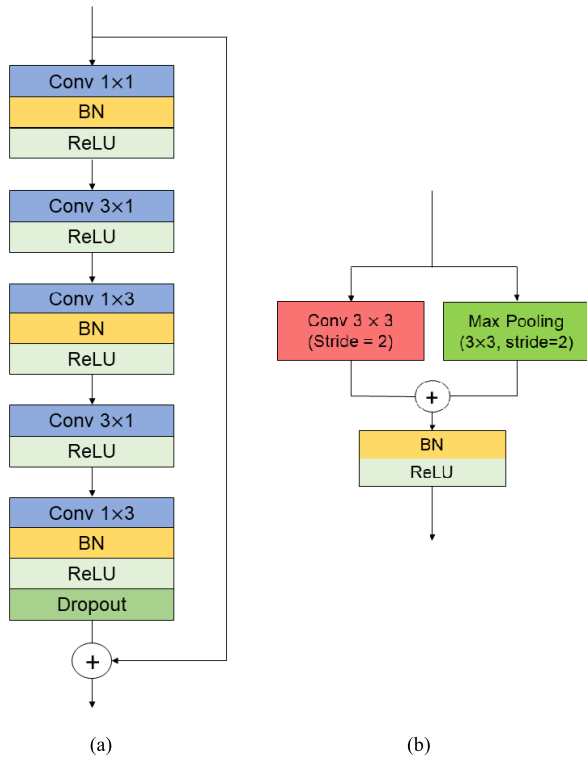 Conv 1×1
BN
ReLU
Conv 3×1
ReLU
Conv 1×3
BN
ReLU
Conv 3×1
ReLU
Conv 1×3
BN
ReLU
Dropout
+
(a)
Conv 3 × 3
(Stride = 2)
Max Pooling
(3×3, stride=2)
+
BN
ReLU
(b)